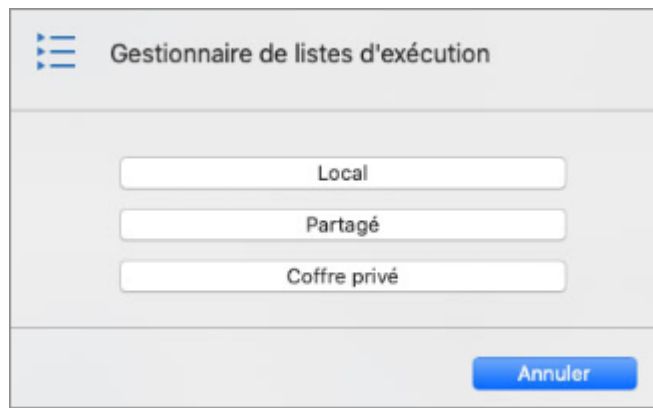 Gestionnaire de listes d'exécution
Local
Partagé
Coffre privé
Annuler